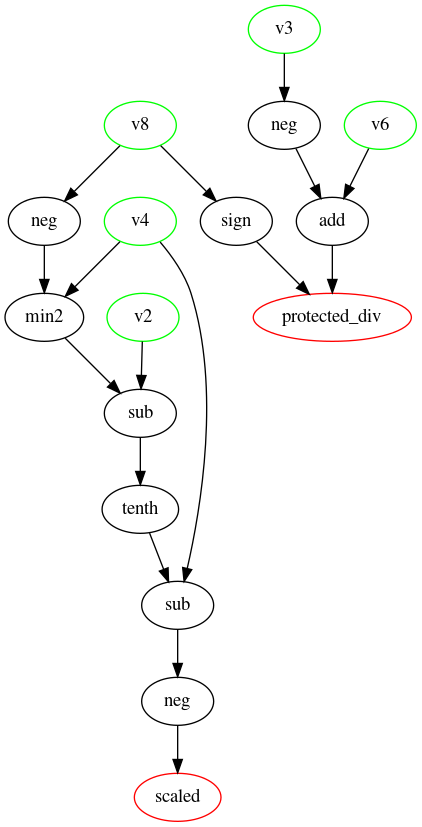 v3
v8
neg
v6
neg
v4
sign
add
min2
v2
protected_div
sub
tenth
sub
neg
scaled